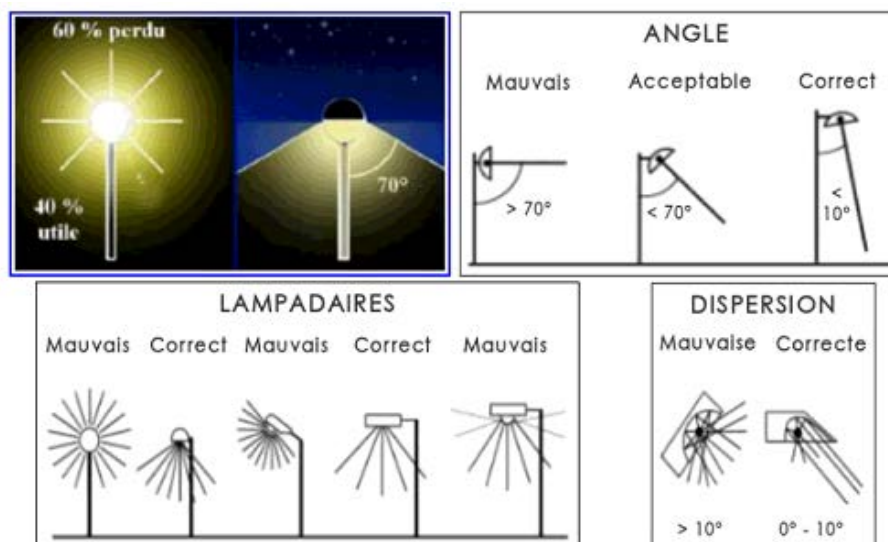 60 % perdu
40 %
utile
70°
ANGLE
Mauvais Acceptable Correct
> 70°
< 70°
<
10°
LAMPADAIRES
Mauvais Correct Mauvais Correct Mauvais
DISPERSION
Mauvaise Correcte
> 10° 0° - 10°